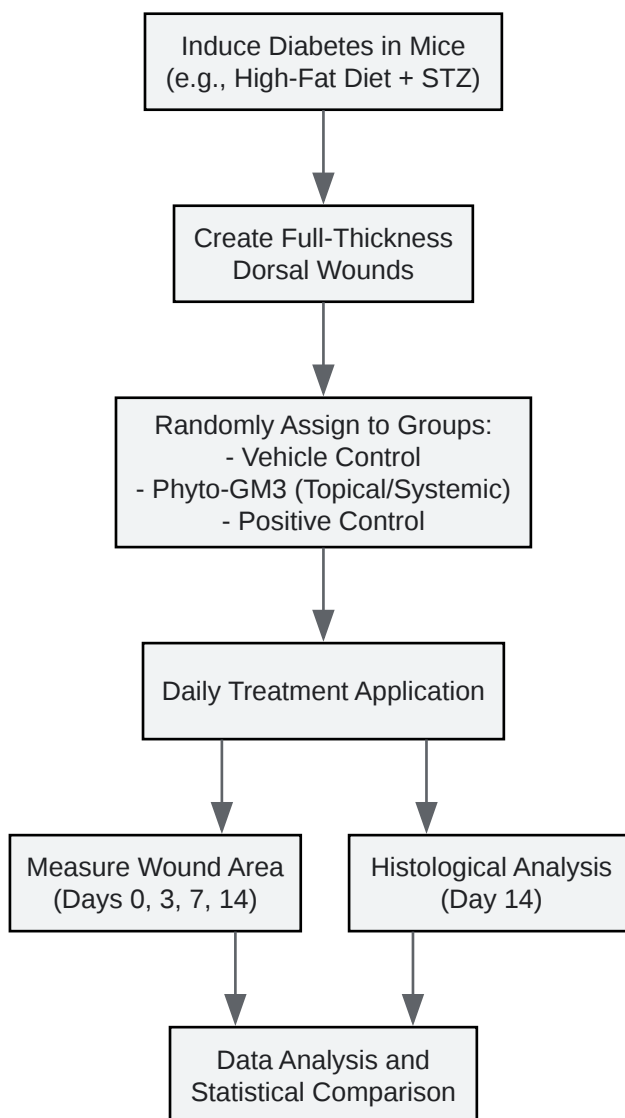 Induce Diabetes in Mice
(e.g., High-Fat Diet + STZ)
Create Full-Thickness
Dorsal Wounds
Randomly Assign to Groups:
- Vehicle Control
- Phyto-GM3 (Topical/Systemic)
- Positive Control
Daily Treatment Application
Measure Wound Area
(Days 0, 3, 7, 14)
Histological Analysis
(Day 14)
Data Analysis and
Statistical Comparison